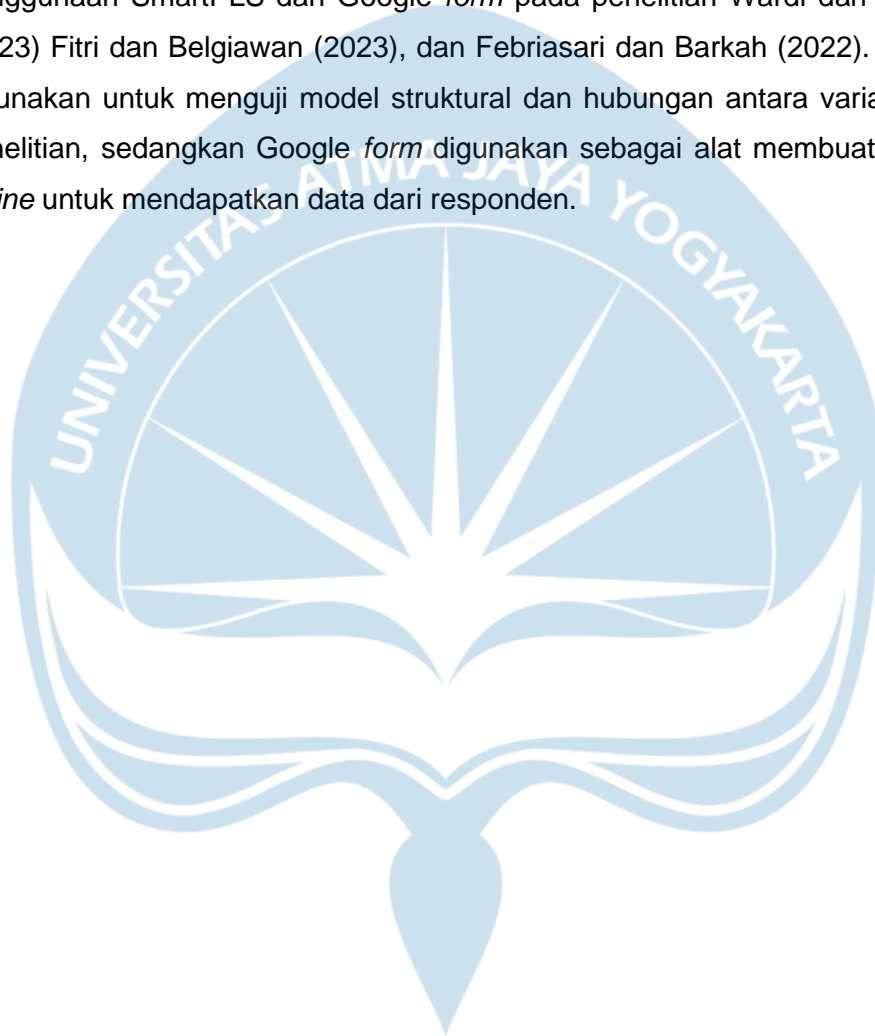 nggunaan SmartPLS dan Google form pada penelitian Wardi dan
23) Fitri dan Belgiawan (2023), dan Febriasari dan Barkah (2022).
unakan untuk menguji model struktural dan hubungan antara varia
nelitian, sedangkan Google form digunakan sebagai alat membuat
ine untuk mendapatkan data dari responden.
UNIVERSITAS ATMA JAYA YOGYAKARTA